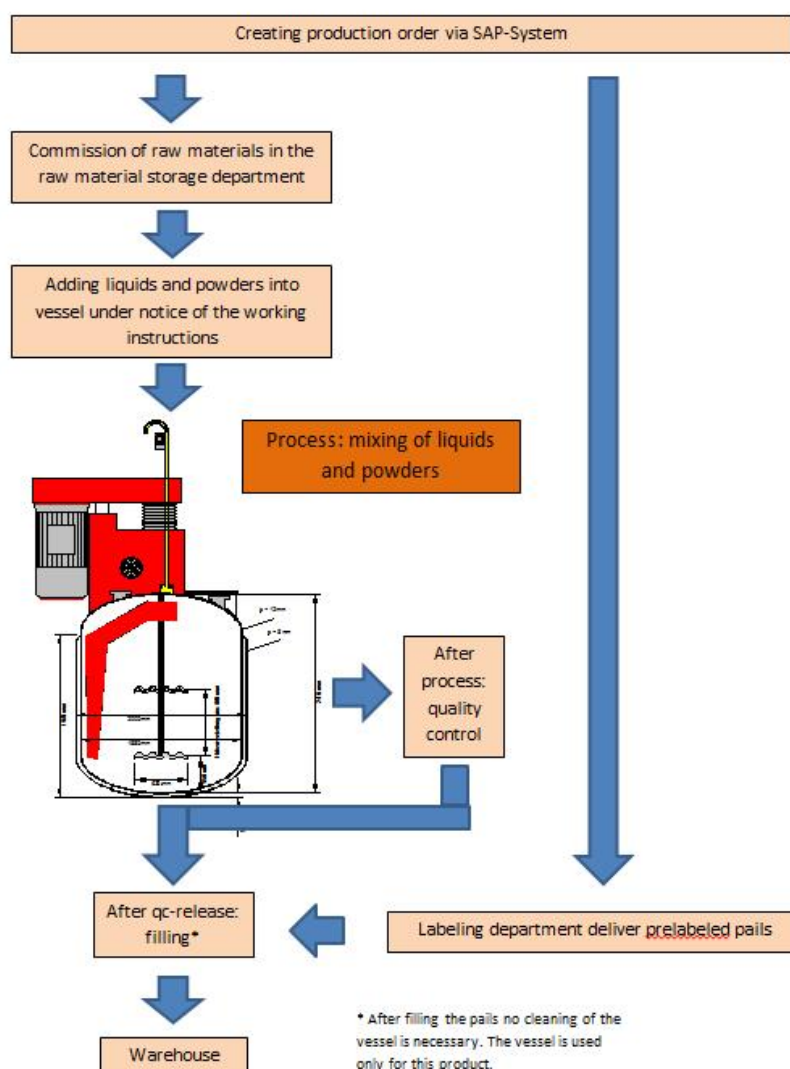 Creating production order via SAP-System
Commission of raw materials in the
raw material storage department
Adding liquids and powders into
vessel under notice of the working
instructions
Process: mixing of liquids
and powders
After
process:
quality
control
After qc-release:
filling*
Labeling department deliver prelabeled pails
Warehouse
* After filling the pails no cleaning of the
vessel is necessary. The vessel is used
only for this product.